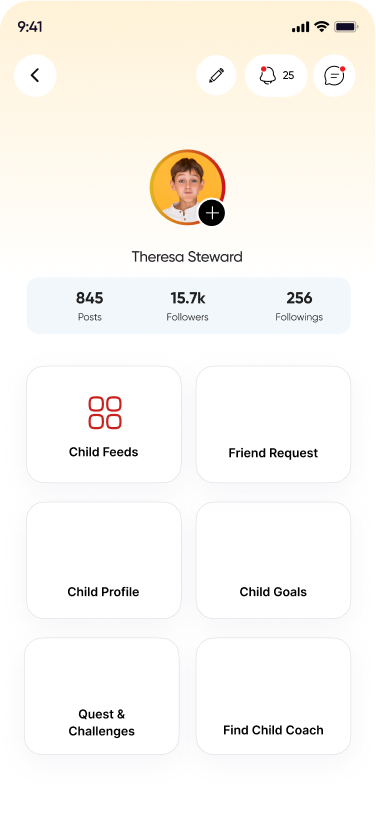 9:41
25
Theresa Steward
845
15.7k
256
Posts
Followers
Followings
Child Feeds
Friend Request
Child Profile
Child Goals
Quest &
Challenges
Find Child Coach